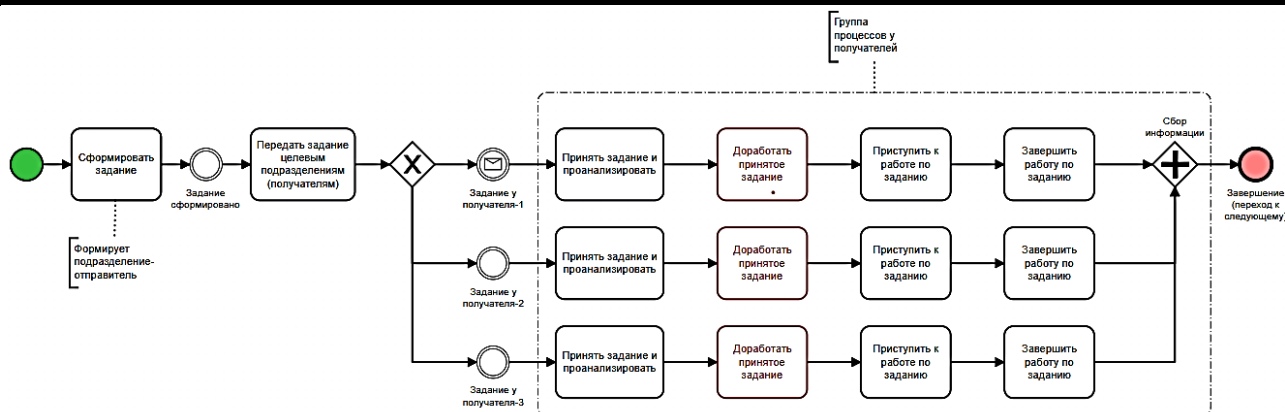 Группа
процессов у
получателей
Сбор
информации
Сформировать
задание
Задание
сформировано
Передать задание
целевым
подразделениям
(получателям)
X
Задание у
получателя-1
Принять задание и
проанализировать
Доработать
принятое
задание
Приступить к
работе по
заданию
Завершить
работу по
заданию
Завершение
(переход к
следующему)
Формирует
подразделение-
отправитель
Задание у
получателя-2
Принять задание и
проанализировать
Доработать
принятое
задание
Приступить к
работе по
заданию
Завершить
работу по
заданию
Задание у
получателя-3
Принять задание и
проанализировать
Доработать
принятое
задание
Приступить к
работе по
заданию
Завершить
работу по
заданию